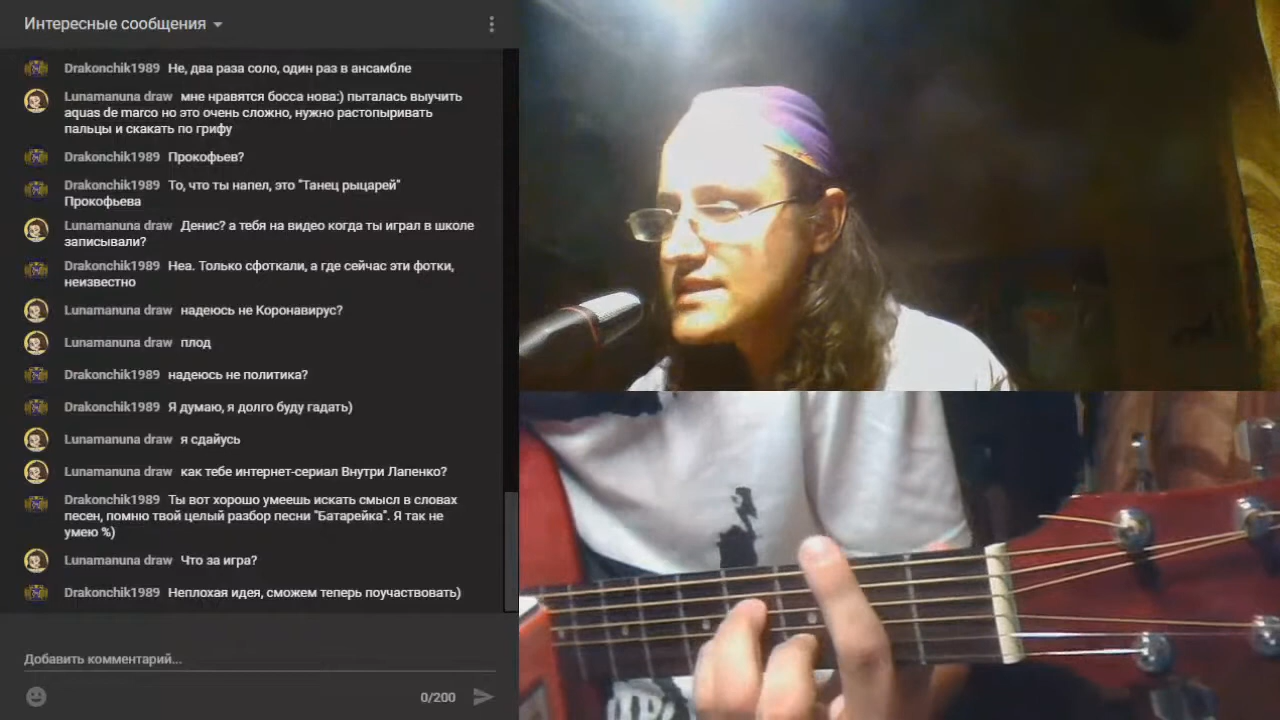 Интересные сообщения
Drakonchik1989 Не, два раза соло, один раз в ансамбле
Lunamanuna draw мне нравятся босса нова:) пыталась выучить
aquas de marco но это очень сложно, нужно растопыривать
пальцы и скакать по грифу
Drakonchik1989 Прокофьев?
Drakonchik1989 То, что ты напел, это "Танец рыцарей"
Прокофьева
Lunamanuna draw Денис? а тебя на видео когда ты играл в школе
записывали?
Drakonchik1989 Неа. Только сфоткали, а где сейчас эти фотки,
неизвестно
Lunamanuna draw надеюсь не Коронавирус?
Lunamanuna draw плод
Drakonchik1989 надеюсь не политика?
Drakonchik1989 Я думаю, я долго буду гадать)
Lunamanuna draw я сдайусь
Lunamanuna draw как тебе интернет-сериал Внутри Лапенко?
Drakonchik1989 Ты вот хорошо умеешь искать смысл в словах
песен, помню твой целый разбор песни "Батарейка". Я так не
умею %)
Lunamanuna draw Что за игра?
Drakonchik1989 Неплохая идея, сможем теперь поучаствовать)
Добавить комментарий...
0/200